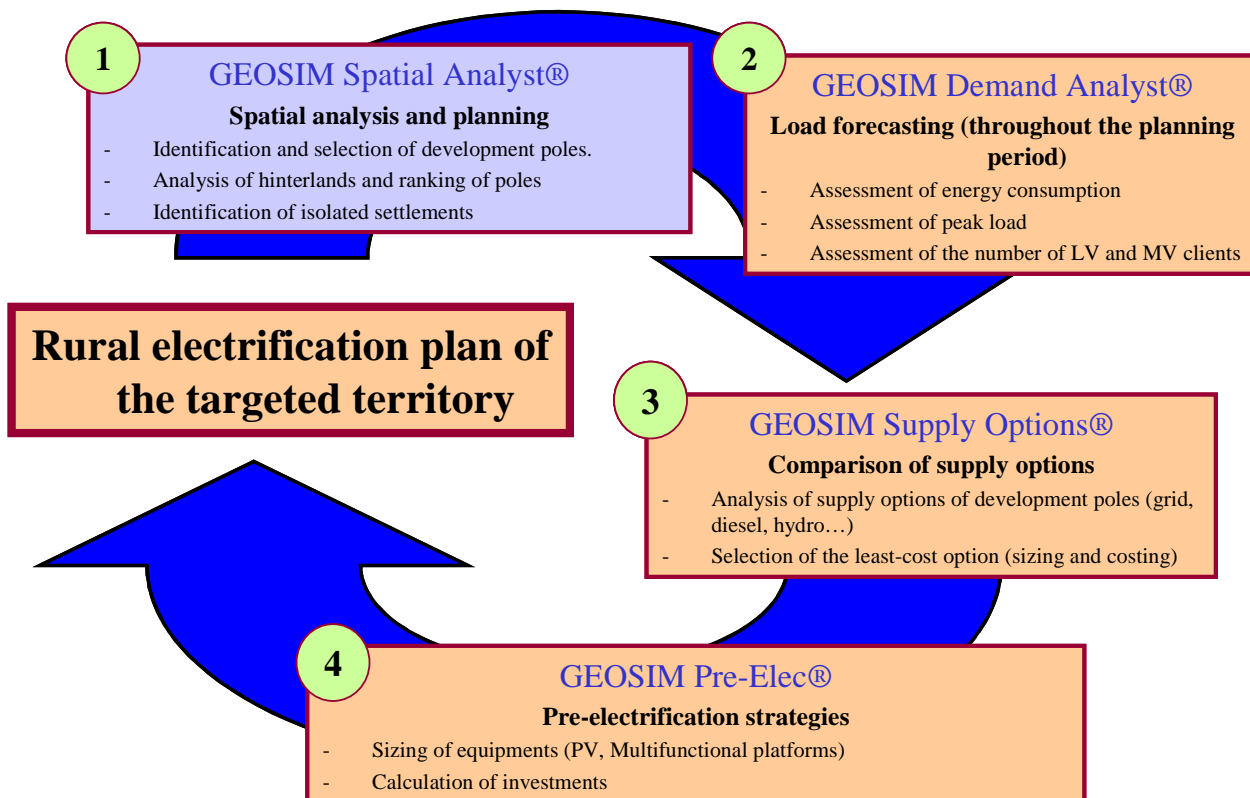 1
GEOSIM Spatial Analyst®
Spatial analysis and planning
- Identification and selection of development poles.
- Analysis of hinterlands and ranking of poles
- Identification of isolated settlements
2
GEOSIM Demand Analyst®
Load forecasting (throughout the planning
period)
- Assessment of energy consumption
- Assessment of peak load
- Assessment of the number of LV and MV clients
Rural electrification plan of
the targeted territory
3
GEOSIM Supply Options®
Comparison of supply options
- Analysis of supply options of development poles (grid,
diesel, hydro…)
- Selection of the least-cost option (sizing and costing)
4
GEOSIM Pre-Elec®
Pre-electrification strategies
- Sizing of equipments (PV, Multifunctional platforms)
- Calculation of investments